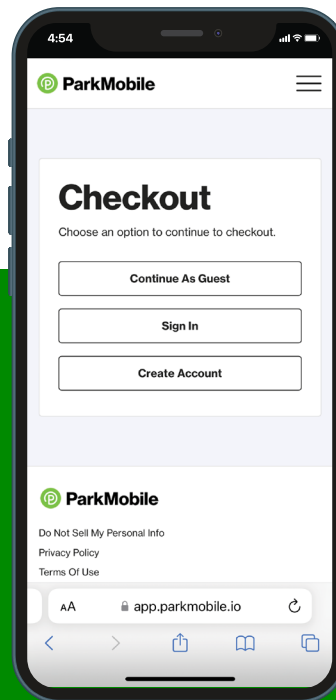 4:54
ParkMobile
Checkout
Choose an option to continue to checkout.
Continue As Guest
Sign In
Create Account
ParkMobile
Do Not Sell My Personal Info
Privacy Policy
Terms Of Use
AA app.parkmobile.io